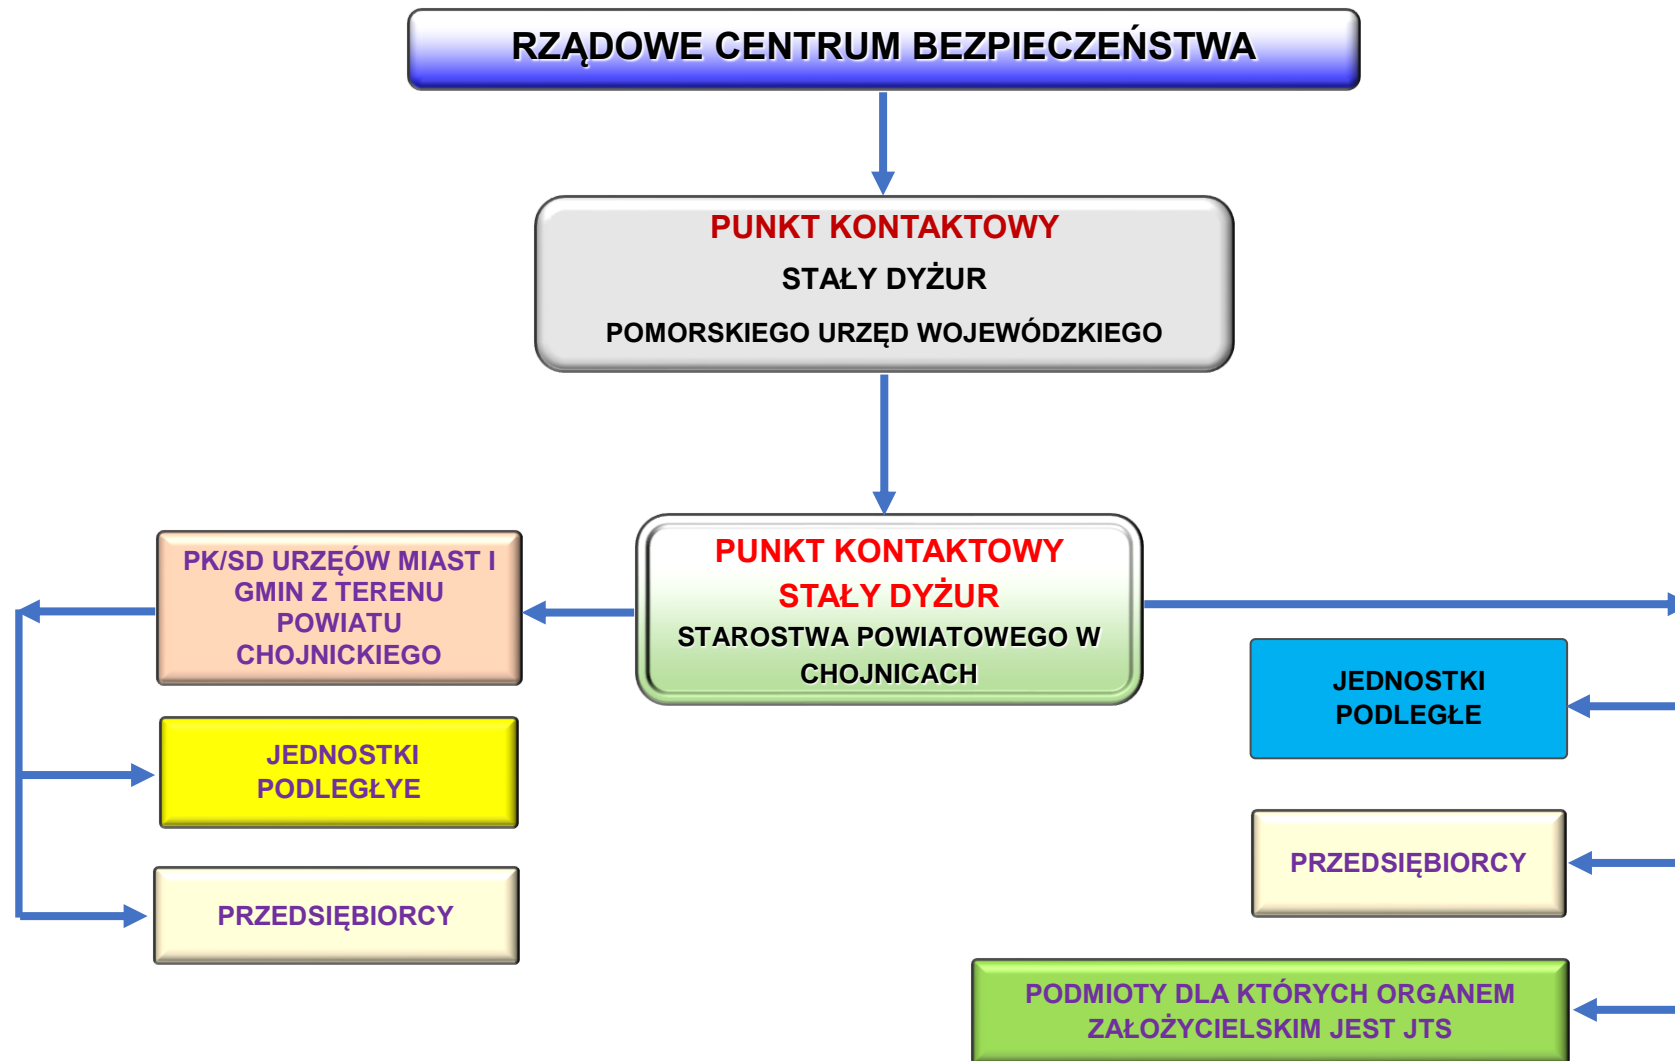 RZĄDOWE CENTRUM BEZPIECZEŃSTWA
PUNKT KONTAKTOWY
STAŁY DYŻUR
POMORSKIEGO URZĘD WOJEWÓDZKIEGO
PUNKT KONTAKTOWY
STAŁY DYŻUR
STAROSTWA POWIATOWEGO W
CHOJNICACH
PK/SD URZĘÓW MIAST I
GMIN Z TERENU
POWIATU
CHOJNICKIEGO
JEDNOSTKI
PODLEGŁYE
PRZEDSIĘBIORCY
JEDNOSTKI
PODLEGŁE
PRZEDSIĘBIORCY
PODMIOTY DLA KTÓRYCH ORGANEM
ZAŁOŻYCIELSKIM JEST JTS